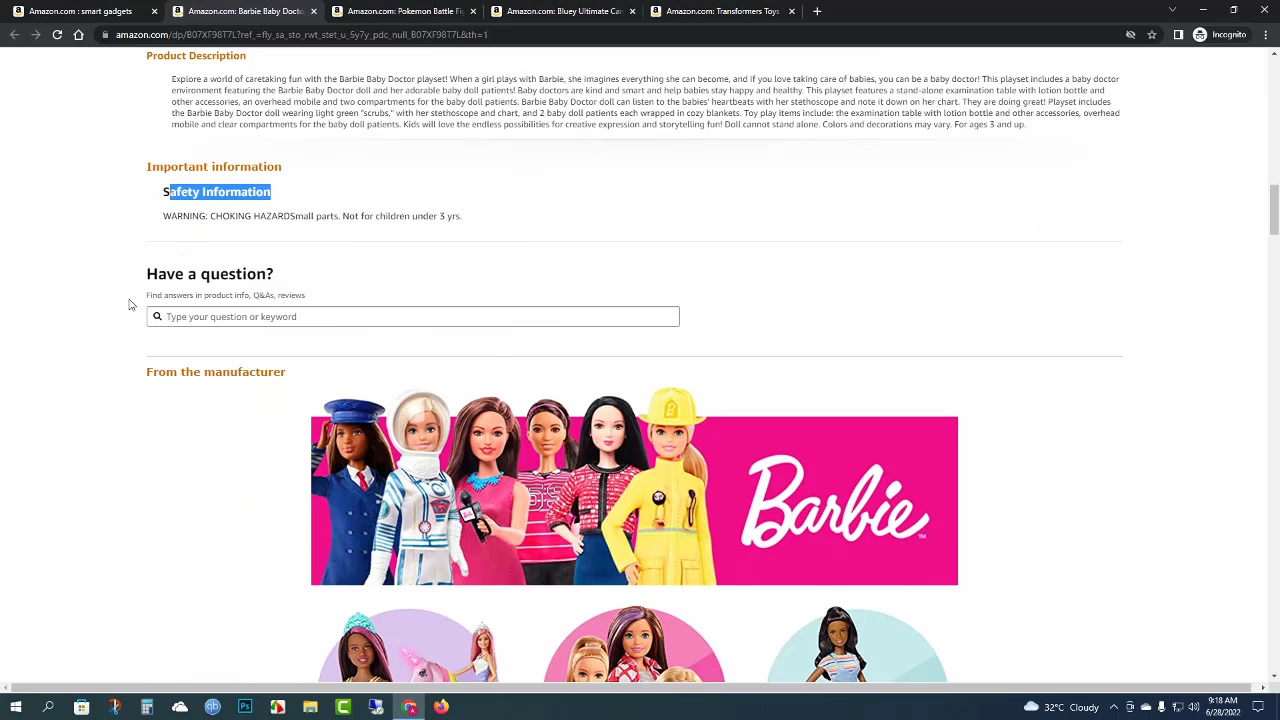 Amazon.com: smart gadgets
Amazon.com: Barbie Baby Doctor
Amazon.com: Pokemon Battle Fi
Amazon.com: Bluey Ultimate Car
Amazon.com: Transformers Toys
Incognito
amazon.com/dp/B07XF98T7L?ref_=fly_sa_sto_rwt_stet_u_5y7y_pdc_null_B07XF98T7L&th=1
Product Description
Explore a world of caretaking fun with the Barbie Baby Doctor playset! When a girl plays with Barbie, she imagines everything she can become, and if you love taking care of babies, you can be a baby doctor! This playset includes a baby doctor
environment featuring the Barbie Baby Doctor doll and her adorable baby doll patients! Baby doctors are kind and smart and help babies stay happy and healthy. This playset features a stand-alone examination table with lotion bottle and
other accessories, an overhead mobile and two compartments for the baby doll patients. Barbie Baby Doctor doll can listen to the babies' heartbeats with her stethoscope and note it down on her chart. They are doing great! Playset includes
the Barbie Baby Doctor doll wearing light green "scrubs," with her stethoscope and chart, and 2 baby doll patients each wrapped in cozy blankets. Toy play items include: the examination table with lotion bottle and other accessories, overhead
mobile and clear compartments for the baby doll patients. Kids will love the endless possibilities for creative expression and storytelling fun! Doll cannot stand alone. Colors and decorations may vary. For ages 3 and up.
Important information
Safety Information
WARNING: CHOKING HAZARDSmall parts. Not for children under 3 yrs.
Have a question?
Find answers in product info, Q&As, reviews
Type your question or keyword
From the manufacturer
Barbie™
32°C Cloudy
9:18 AM
6/28/2022